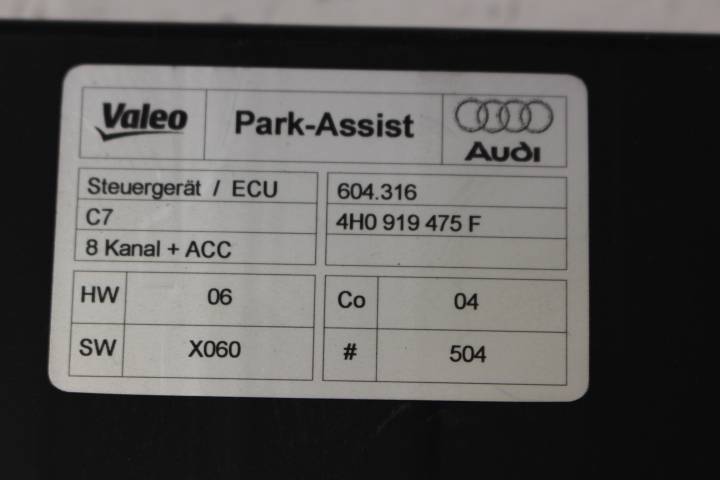 Valeo Park-Assist Audi
Steuergerät / ECU 604.316
C7 4H0 919 475 F
8 Kanal + ACC
HW 06 Co 04
SW X060 # 504